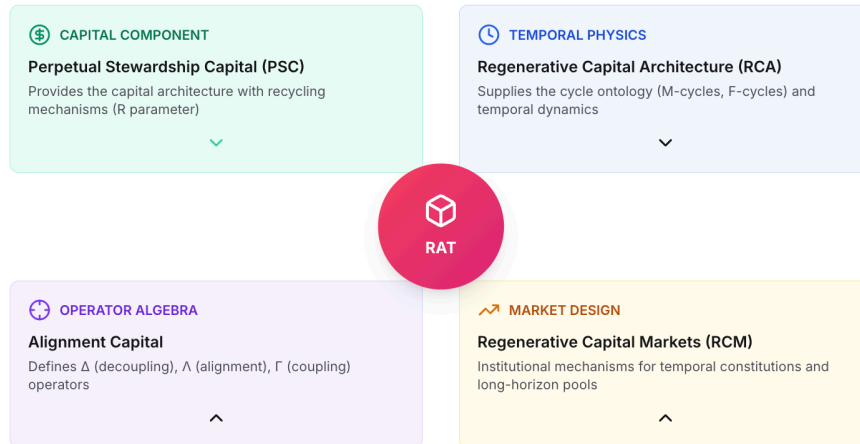 CAPITAL COMPONENT
Perpetual Stewardship Capital (PSC)
Provides the capital architecture with recycling
mechanisms (R parameter)
TEMPORAL PHYSICS
Regenerative Capital Architecture (RCA)
Supplies the cycle ontology (M-cycles, F-cycles) and
temporal dynamics
RAT
OPERATOR ALGEBRA
Alignment Capital
Defines Δ (decoupling), Λ (alignment), Γ (coupling)
operators
MARKET DESIGN
Regenerative Capital Markets (RCM)
Institutional mechanisms for temporal constitutions and
long-horizon pools